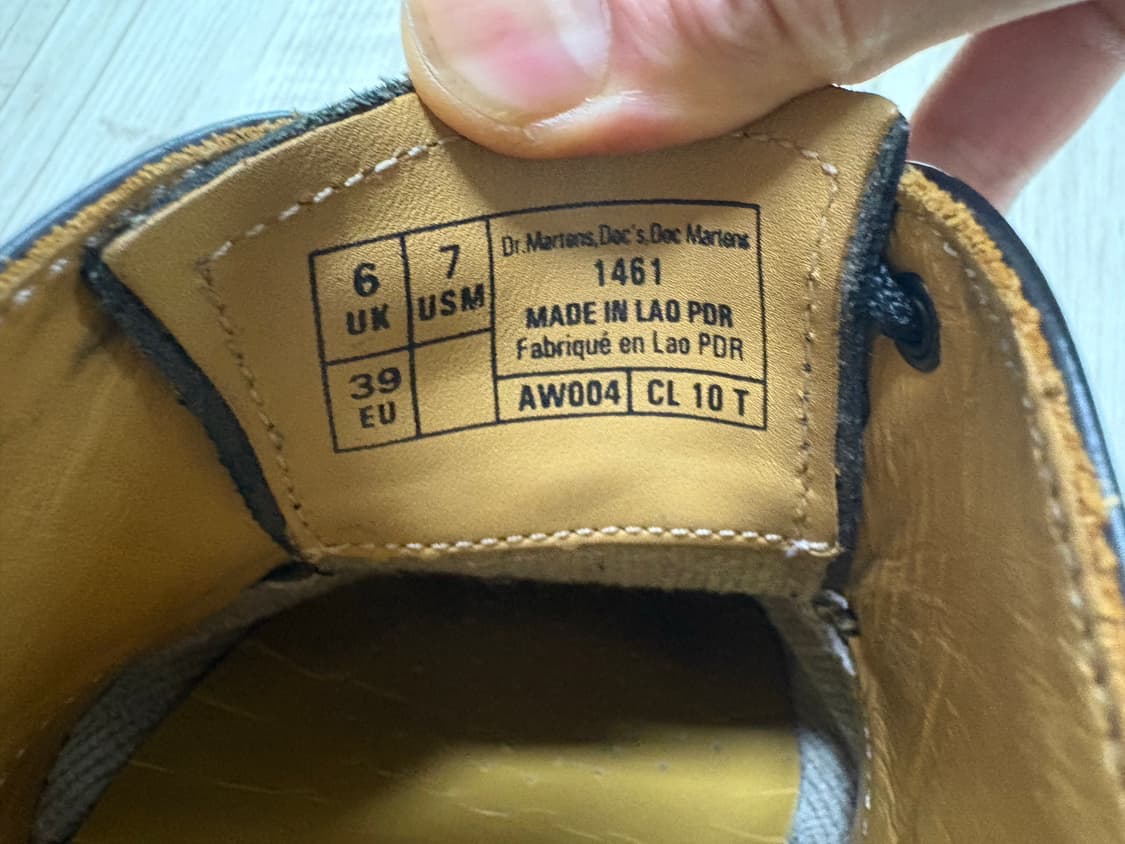 6
UK
7
USM
39
EU
Dr.Martens,Doc's,Doc Martens
1461
MADE IN LAO PDR
Fabriqué en Lao PDR
AW004
CL 10 T